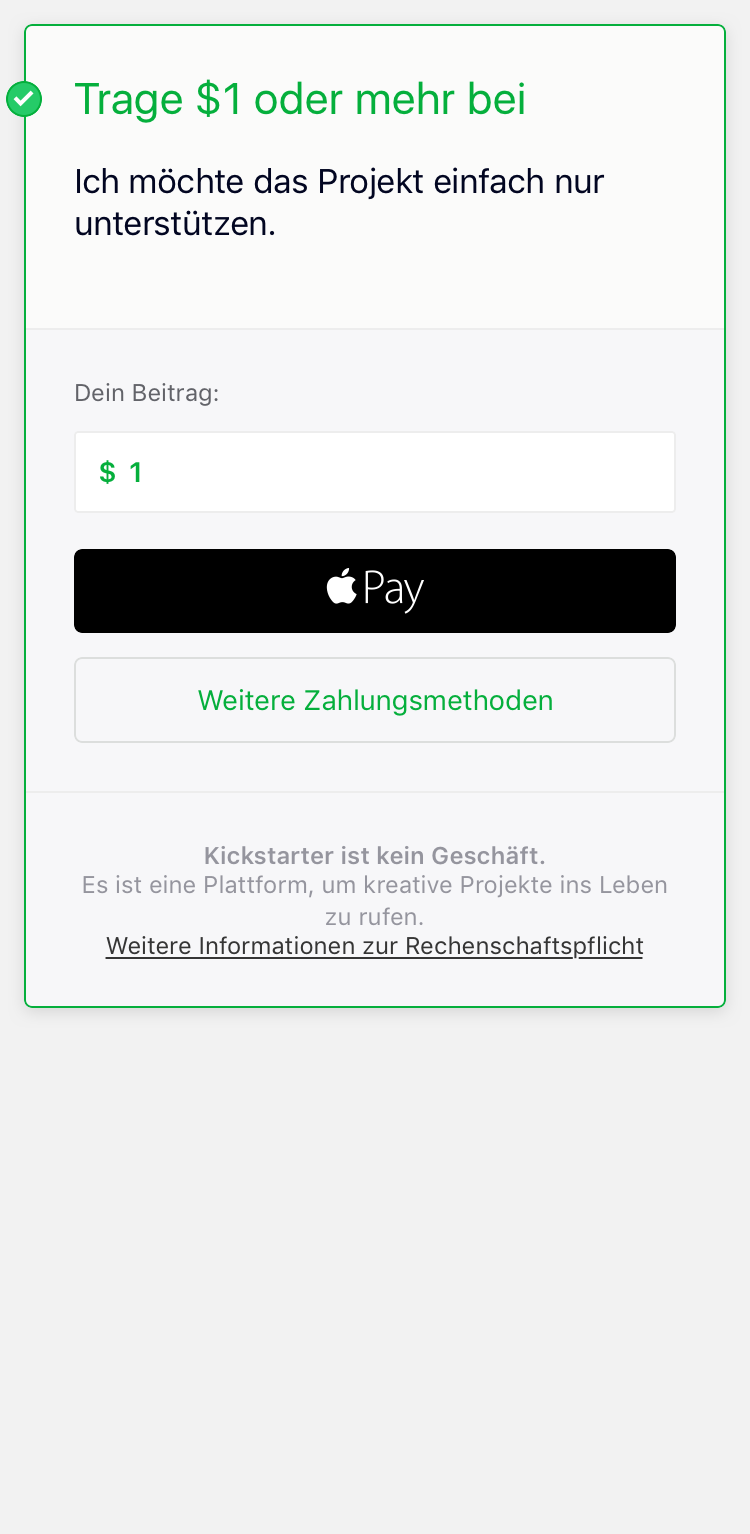 Trage $1 oder mehr bei
Ich möchte das Projekt einfach nur
unterstützen.
Dein Beitrag:
$ 1
Pay
Weitere Zahlungsmethoden
Kickstarter ist kein Geschäft.
Es ist eine Plattform, um kreative Projekte ins Leben
zu rufen.
Weitere Informationen zur Rechenschaftspflicht